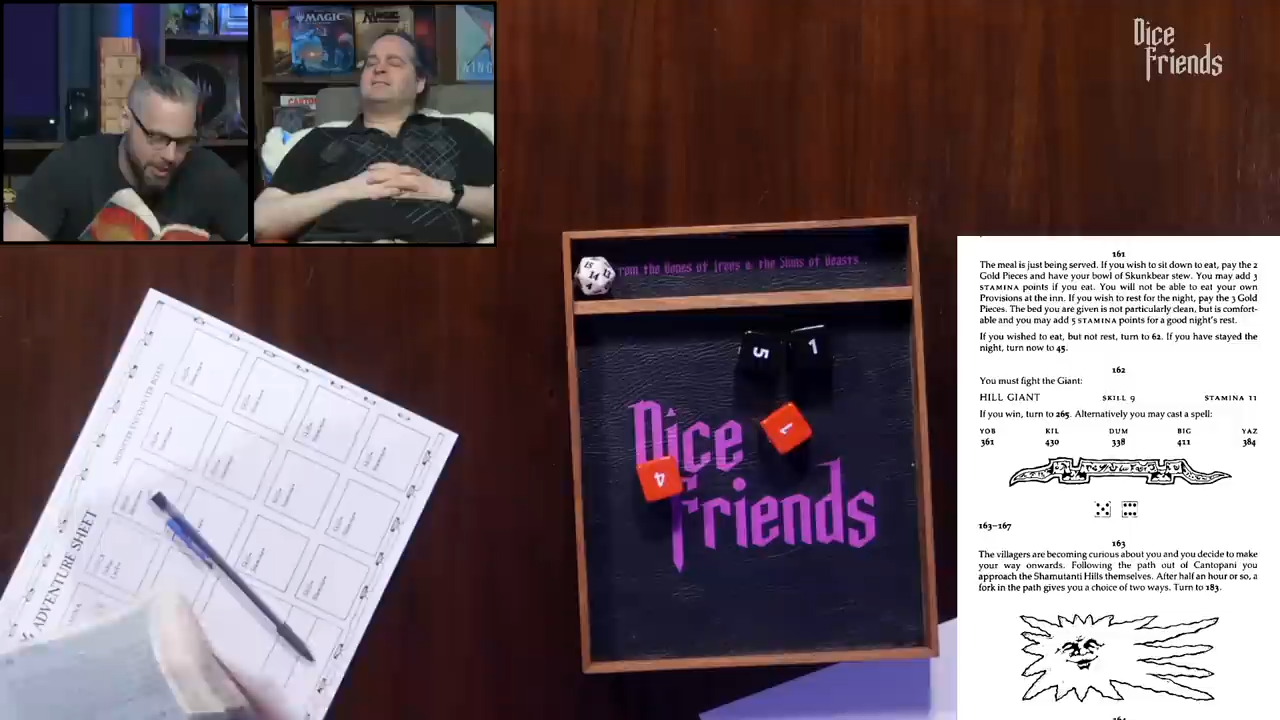 MAGIC
Dice
Friends
15
14
13
From the Bones of Trees & the Skins of Beasts...
5
1
1
4
Dice
Friends
MONSTER ENCOUNTER BOXES
ADVENTURE SHEET
161
The meal is just being served. If you wish to sit down to eat, pay the 2
Gold Pieces and have your bowl of Skunkbear stew. You may add 3
STAMINA points if you eat. You will not be able to eat your own
Provisions at the inn. If you wish to rest for the night, pay the 3 Gold
Pieces. The bed you are given is not particularly clean, but is comfort-
able and you may add 5 STAMINA points for a good night's rest.
If you wished to eat, but not rest, turn to 62. If you have stayed the
night, turn now to 45.
162
You must fight the Giant:
HILL GIANT SKILL 9 STAMINA 11
If you win, turn to 265. Alternatively you may cast a spell:
YOB KIL DUM BIG YAZ
361 430 338 411 384
163–167
163
The villagers are becoming curious about you and you decide to make
your way onwards. Following the path out of Cantopani you
approach the Shamutanti Hills themselves. After half an hour or so, a
fork in the path gives you a choice of two ways. Turn to 183.